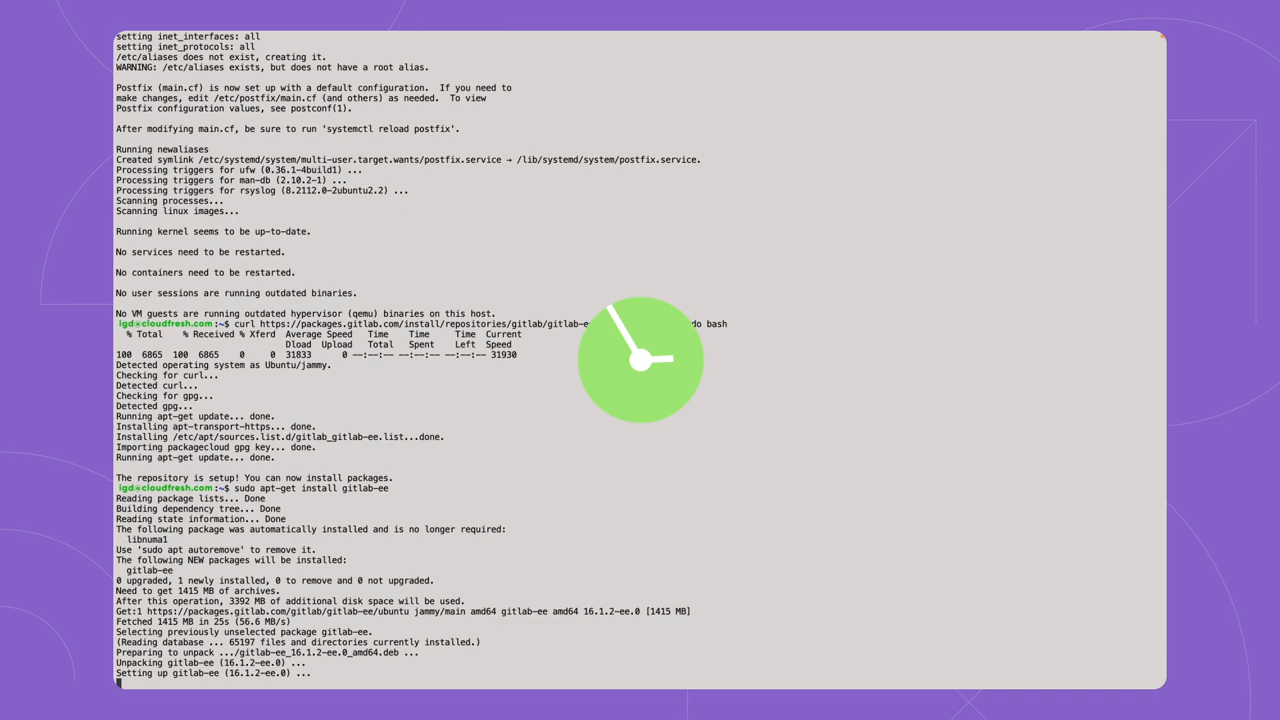 setting inet_interfaces: all
setting inet_protocols: all
/etc/aliases does not exist, creating it.
WARNING: /etc/aliases exists, but does not have a root alias.
Postfix (main.cf) is now set up with a default configuration.  If you need to
make changes, edit /etc/postfix/main.cf (and others) as needed.  To view
Postfix configuration values, see postconf(1).
After modifying main.cf, be sure to run 'systemctl reload postfix'.
Running newaliases
Created symlink /etc/systemd/system/multi-user.target.wants/postfix.service → /lib/systemd/system/postfix.service.
Processing triggers for ufw (0.36.1-4build1) ...
Processing triggers for man-db (2.10.2-1) ...
Processing triggers for rsyslog (8.2112.0-2ubuntu2.2) ...
Scanning processes...
Scanning linux images...
Running kernel seems to be up-to-date.
No services need to be restarted.
No containers need to be restarted.
No user sessions are running outdated binaries.
No VM guests are running outdated hypervisor (qemu) binaries on this host.
igd@cloudfresh.com:~$ curl https://packages.gitlab.com/install/repositories/gitlab/gitlab-e do bash
  % Total    % Received % Xferd  Average Speed   Time    Time     Time  Current
                                 Dload  Upload   Total   Spent    Left  Speed
100  6865  100  6865    0     0  31833      0 --:--:-- --:--:-- --:--:-- 31930
Detected operating system as Ubuntu/jammy.
Checking for curl...
Detected curl...
Checking for gpg...
Detected gpg...
Running apt-get update... done.
Installing apt-transport-https... done.
Installing /etc/apt/sources.list.d/gitlab_gitlab-ee.list...done.
Importing packagecloud gpg key... done.
Running apt-get update... done.
The repository is setup! You can now install packages.
igd@cloudfresh.com:~$ sudo apt-get install gitlab-ee
Reading package lists... Done
Building dependency tree... Done
Reading state information... Done
The following package was automatically installed and is no longer required:
  libnuma1
Use 'sudo apt autoremove' to remove it.
The following NEW packages will be installed:
  gitlab-ee
0 upgraded, 1 newly installed, 0 to remove and 0 not upgraded.
Need to get 1415 MB of archives.
After this operation, 3392 MB of additional disk space will be used.
Get:1 https://packages.gitlab.com/gitlab/gitlab-ee/ubuntu jammy/main amd64 gitlab-ee amd64 16.1.2-ee.0 [1415 MB]
Fetched 1415 MB in 25s (56.6 MB/s)
Selecting previously unselected package gitlab-ee.
(Reading database ... 65197 files and directories currently installed.)
Preparing to unpack .../gitlab-ee_16.1.2-ee.0_amd64.deb ...
Unpacking gitlab-ee (16.1.2-ee.0) ...
Setting up gitlab-ee (16.1.2-ee.0) ...